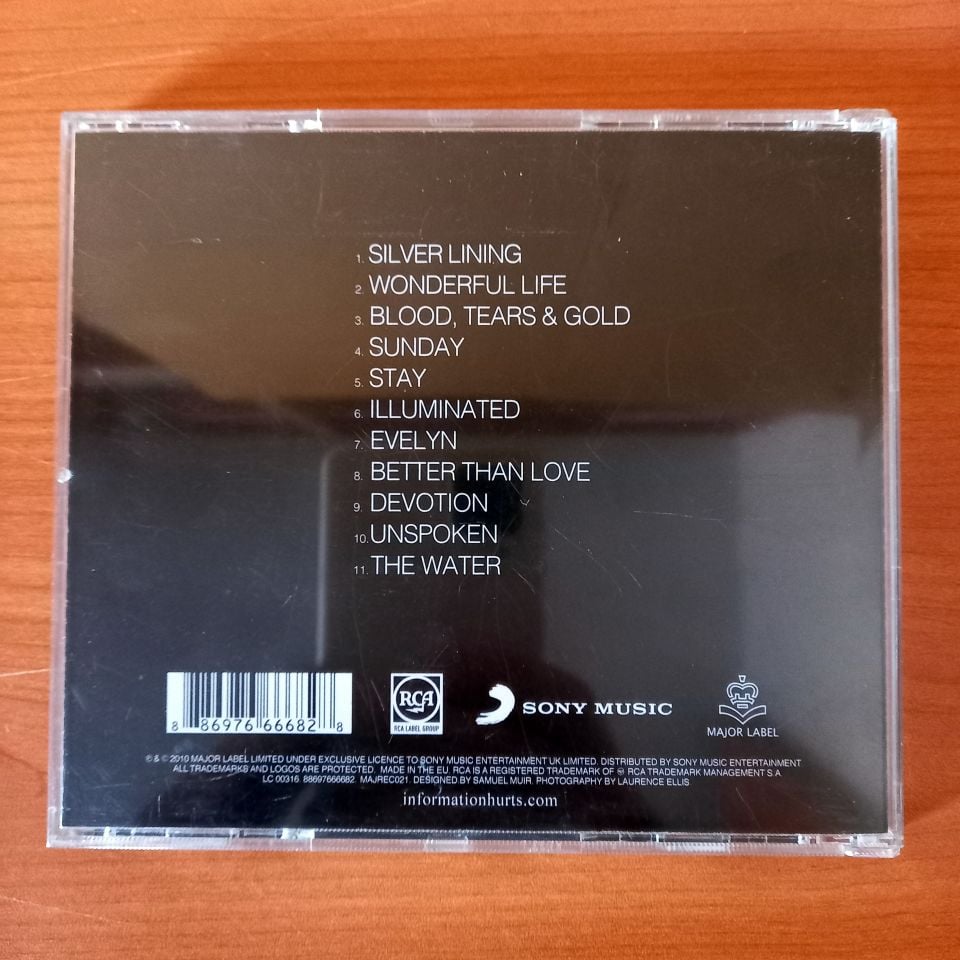 1. SILVER LINING
2. WONDERFUL LIFE
3. BLOOD, TEARS & GOLD
4. SUNDAY
5. STAY
6. ILLUMINATED
7. EVELYN
8. BETTER THAN LOVE
9. DEVOTION
10. UNSPOKEN
11. THE WATER
8 86976 66682 8
RCA
RCA LABEL GROUP
SONY MUSIC
MAJOR LABEL
℗ & © 2010 MAJOR LABEL LIMITED UNDER EXCLUSIVE LICENCE TO SONY MUSIC ENTERTAINMENT UK LIMITED. DISTRIBUTED BY SONY MUSIC ENTERTAINMENT
ALL TRADEMARKS AND LOGOS ARE PROTECTED. MADE IN THE EU. RCA IS A REGISTERED TRADEMARK OF RCA TRADEMARK MANAGEMENT S.A
LC 00316 88697666682 MAJREC021. DESIGNED BY SAMUEL MUIR. PHOTOGRAPHY BY LAURENCE ELLIS
informationhurts.com